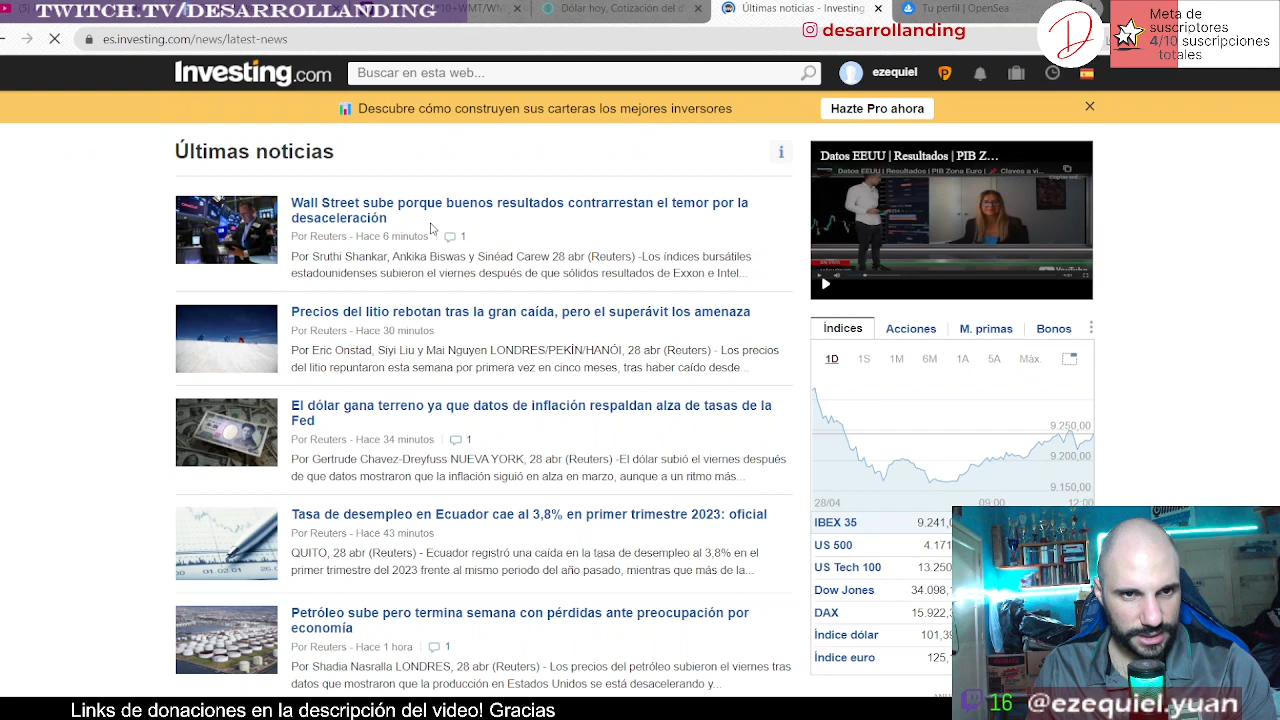 TWITCH.TV/DESARROLLANDING
Dólar hoy, Cotización del d
Últimas noticias - Investing
Tu perfil | OpenSea
desarrollanding
Meta de
suscriptores
4/10 suscripciones
totales
es.investing.com/news/latest-news
Investing.com
Buscar en esta web...
ezequiel
Descubre cómo construyen sus carteras los mejores inversores
Hazte Pro ahora
Últimas noticias
Wall Street sube porque buenos resultados contrarrestan el temor por la
desaceleración
Por Reuters - Hace 6 minutos
1
Por Sruthi Shankar, Ankika Biswas y Sinéad Carew 28 abr (Reuters) -Los índices bursátiles
estadounidenses subieron el viernes después de que sólidos resultados de Exxon e Intel...
Precios del litio rebotan tras la gran caída, pero el superávit los amenaza
Por Reuters - Hace 30 minutos
Por Eric Onstad, Siyi Liu y Mai Nguyen LONDRES/PEKÍN/HANÓI, 28 abr (Reuters) - Los precios
del litio repuntaron esta semana por primera vez en cinco meses, tras haber caído desde...
El dólar gana terreno ya que datos de inflación respaldan alza de tasas de la
Fed
Por Reuters - Hace 34 minutos
1
Por Gertrude Chavez-Dreyfuss NUEVA YORK, 28 abr (Reuters) -El dólar subió el viernes después
de que datos mostraron que la inflación siguió en alza en marzo, aunque a un ritmo más...
Tasa de desempleo en Ecuador cae al 3,8% en primer trimestre 2023: oficial
Por Reuters - Hace 43 minutos
QUITO, 28 abr (Reuters) - Ecuador registró una caída en la tasa de desempleo al 3,8% en el
primer trimestre del 2023 frente al mismo periodo del año pasado, mientras que más de la...
Petróleo sube pero termina semana con pérdidas ante preocupación por
economía
Por Reuters - Hace 1 hora
1
Por Shadia Nasralla LONDRES, 28 abr (Reuters) - Los precios del petróleo subieron el viernes tras
datos que mostraron que la producción en Estados Unidos se está desacelerando y...
Datos EEUU | Resultados | PIB Z...
Datos EEUU | Resultados | PIB Zona Euro | Claves a vi...
Índices
Acciones
M. primas
Bonos
1D
1S
1M
6M
1A
5A
Máx.
9.250,00
9.200,00
9.150,00
28/04
09:00
12:00
IBEX 35 9.241,0
US 500 4.171
US Tech 100 13.250
Dow Jones 34.098,
DAX 15.922,
Índice dólar 101,39
Índice euro 125,
16
@ezequiel.yuan
Links de donaciones en la descripción del video! Gracias